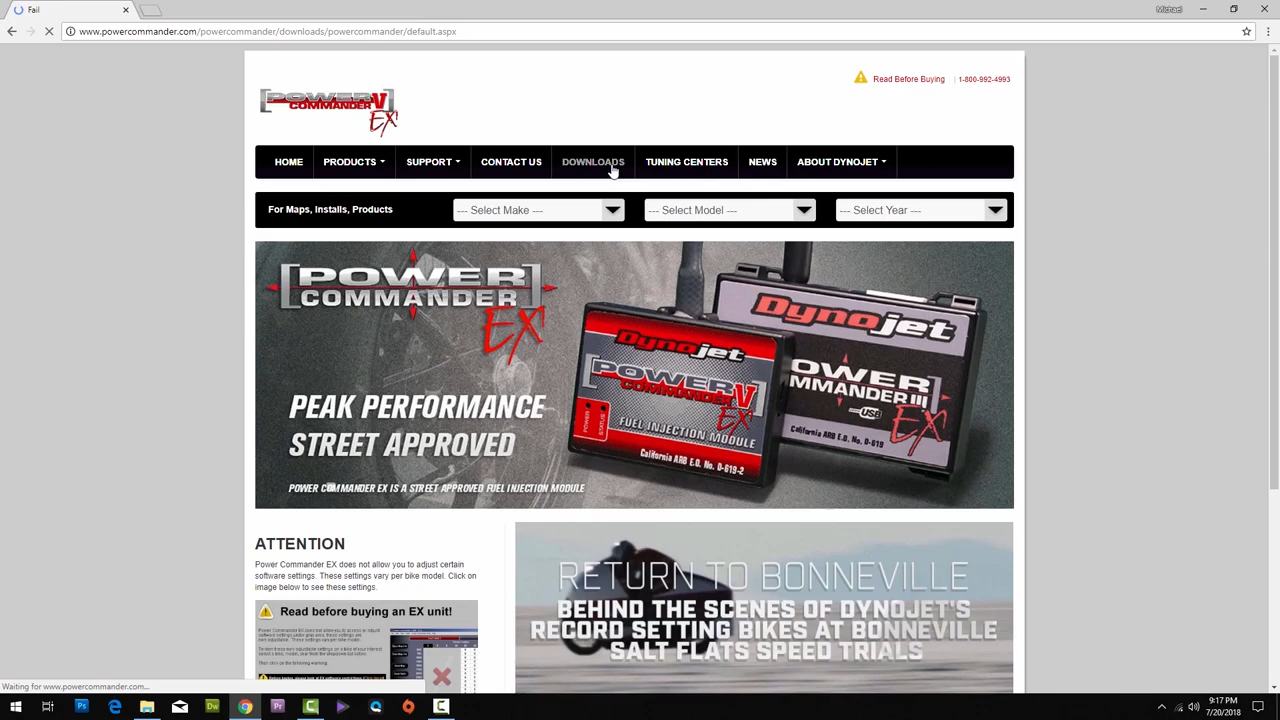 Fail
Michael
www.powercommander.com/powercommander/downloads/powercommander/default.aspx
Read Before Buying | 1-800-992-4993
POWER V
COMMANDER
EX
HOME PRODUCTS SUPPORT CONTACT US DOWNLOADS TUNING CENTERS NEWS ABOUT DYNOJET
For Maps, Installs, Products --- Select Make --- --- Select Model --- --- Select Year ---
POWER
COMMANDER
EX
PEAK PERFORMANCE
STREET APPROVED
POWER COMMANDER EX IS A STREET APPROVED FUEL INJECTION MODULE
Dynojet
POWER V
COMMANDER
EX
POWER
STATUS
FUEL INJECTION MODULE
California ARB E.O. No. D-619-2
Dynojet
POWER
MMANDER III
USB
EX
California ARB E.O. No. D-619
ATTENTION
Power Commander EX does not allow you to adjust certain
software settings. These settings vary per bike model. Click on
image below to see these settings.
Read before buying an EX unit!
RETURN TO BONNEVILLE
BEHIND THE SCENES OF DYNOJET'S
RECORD SETTING BIKES AT BONNEVILLE
SALT FLATS SPEED TRIALS
Waiting for www.powercommander.com...
Ps
Dw
Pr
9:17 PM
7/20/2018